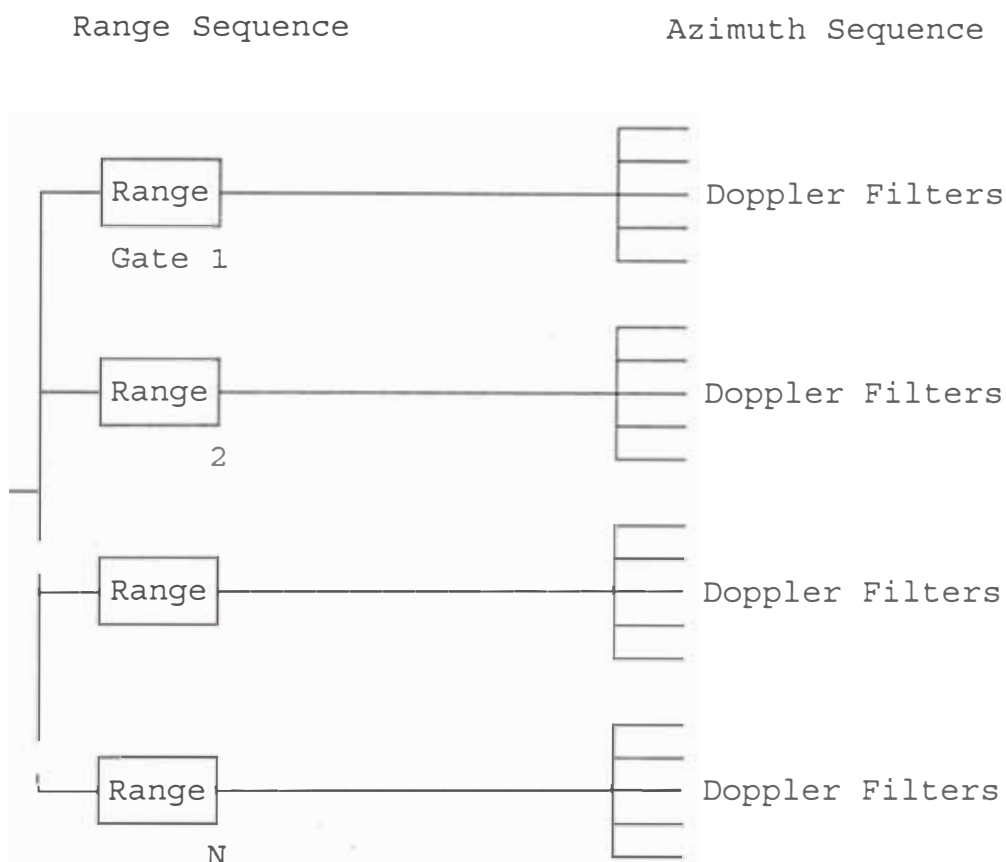 Range Sequence
Azimuth Sequence
Range
Doppler Filters
Gate 1
Range
Doppler Filters
2
Range
Doppler Filters
Range
Doppler Filters
N